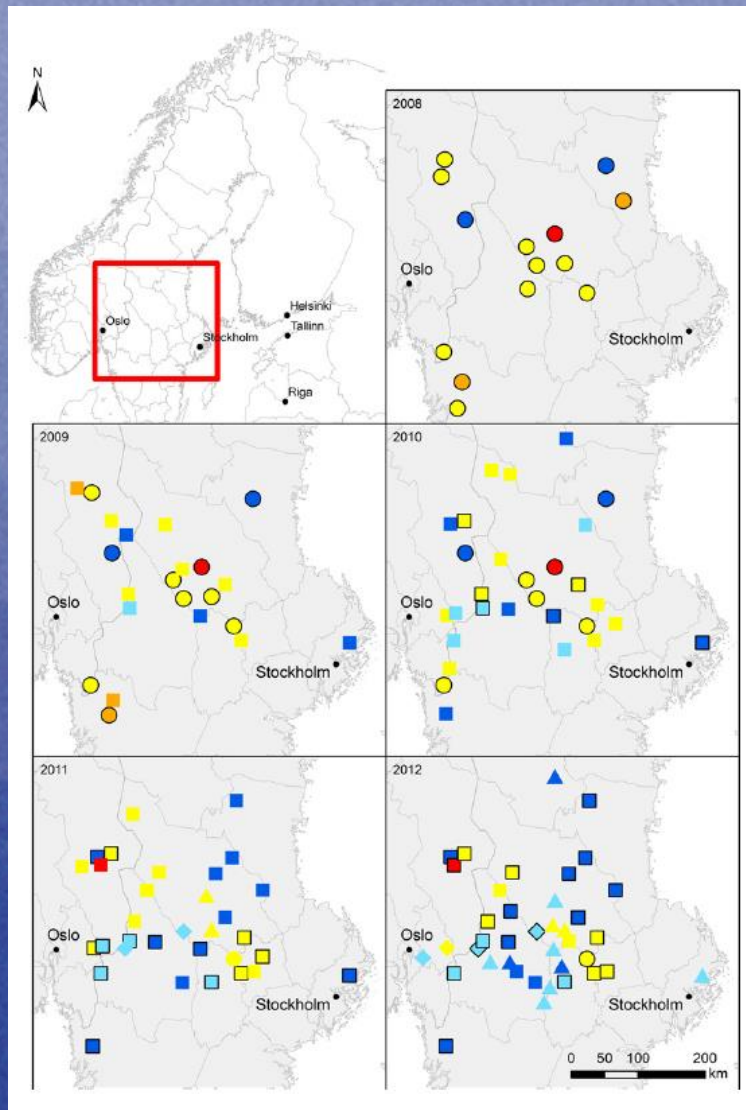 N
Oslo
Stockholm
Helsinki
Tallinn
Riga
2008
Oslo
Stockholm
2009
Oslo
Stockholm
2010
Oslo
Stockholm
2011
Oslo
Stockholm
2012
Oslo
Stockholm
0 50 100 200
km